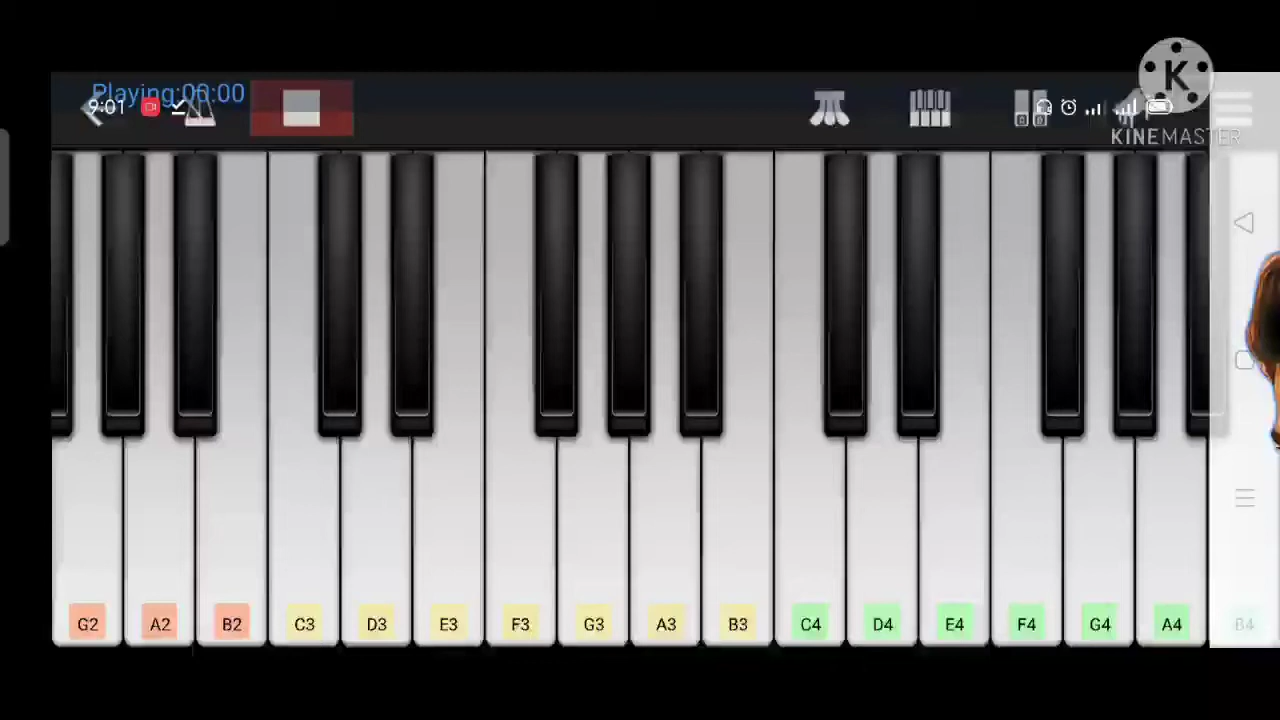 Playing:00:00
9:01
K
KINEMASTER
G2 A2 B2 C3 D3 E3 F3 G3 A3 B3 C4 D4 E4 F4 G4 A4 B4